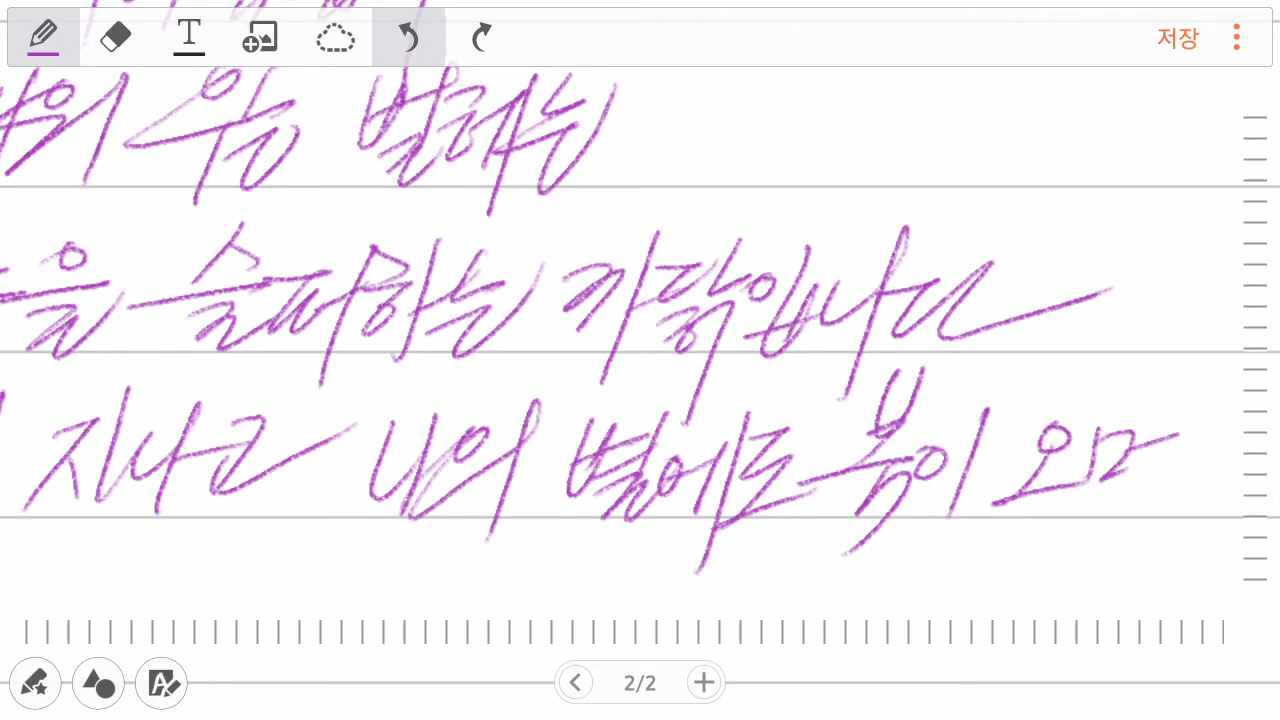 T
저장
우는 벌레는
을 슬퍼하는 까닭입니다
지나고 나의 별에도 봄이 오면
2/2